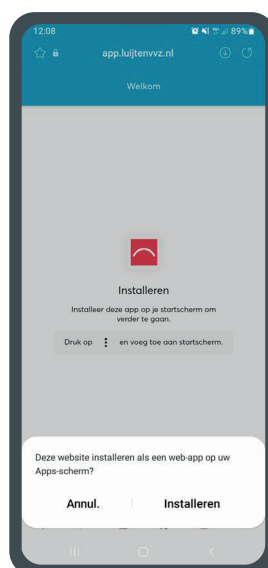 12:08 89%
app.luijtenvvz.nl
Welkom
Installeren
Installeer deze app op je startscherm om
verder te gaan.
Druk op ⋮ en voeg toe aan startscherm.
Deze website installeren als een web-app op uw
Apps-scherm?
Annul. Installeren